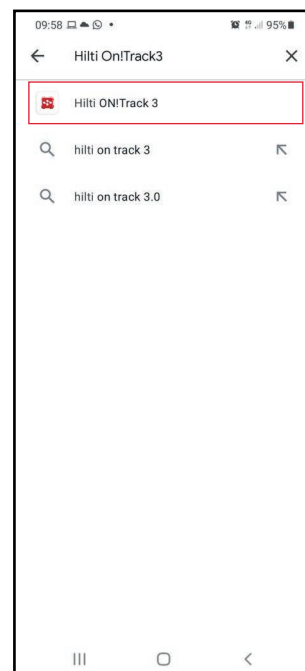 09:58 95%
Hilti On!Track3
Hilti ON!Track 3
hilti on track 3
hilti on track 3.0